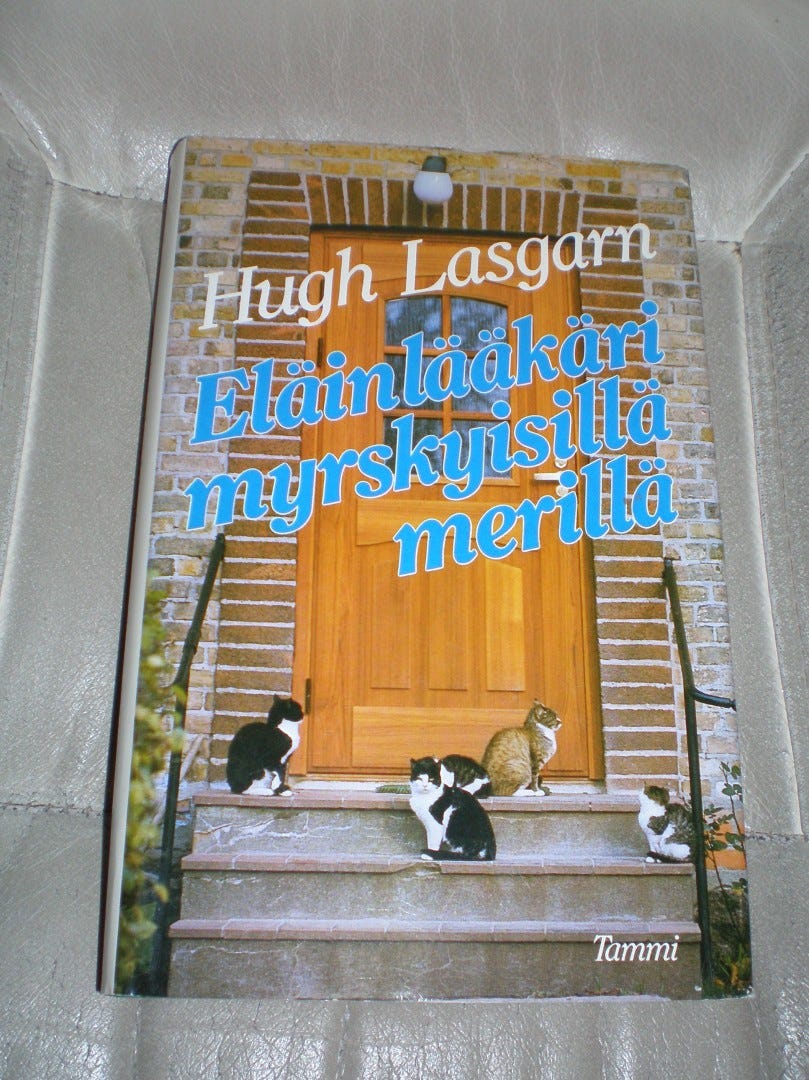 Hugh Lasgarn
Eläinlääkäri
myrskyisillä
merillä
Tammi